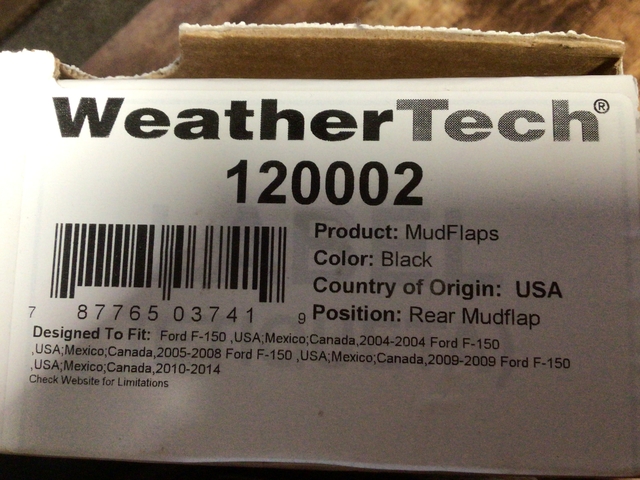 WeatherTech®
120002
Product: MudFlaps
Color: Black
Country of Origin: USA
Position: Rear Mudflap
7 87765 03741 9
Designed To Fit: Ford F-150 ,USA;Mexico;Canada,2004-2004 Ford F-150
,USA;Mexico;Canada,2005-2008 Ford F-150 ,USA;Mexico;Canada,2009-2009 Ford F-150
,USA;Mexico;Canada,2010-2014
Check Website for Limitations